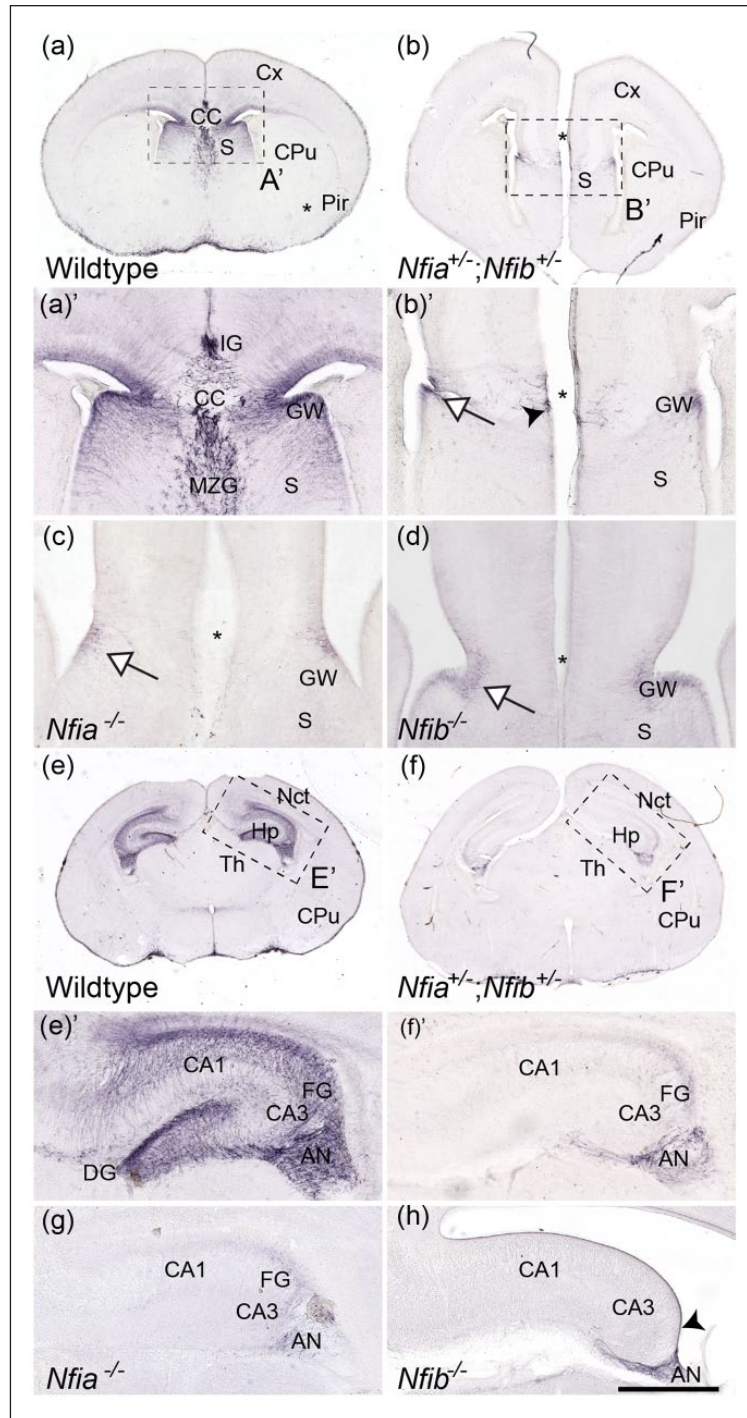 (a)
(b)
Cx
CC
S
CPu
A'
* Pir
Wildtype
*
Cx
CPu
S
B'
Pir
Nfia+/-;Nfib+/-
(a)'
IG
CC
GW
MZG
S
(b)'
*
GW
S
(c)
*
GW
S
Nfia -/-
(d)
*
GW
S
Nfib-/-
(e)
Nct
Hp
Th
E'
CPu
Wildtype
(f)
Nct
Hp
Th
F'
CPu
Nfia+/-;Nfib+/-
(e)'
CA1
FG
CA3
AN
DG
(f)'
CA1
FG
CA3
AN
(g)
CA1
FG
CA3
AN
Nfia -/-
(h)
CA1
CA3
AN
Nfib-/-